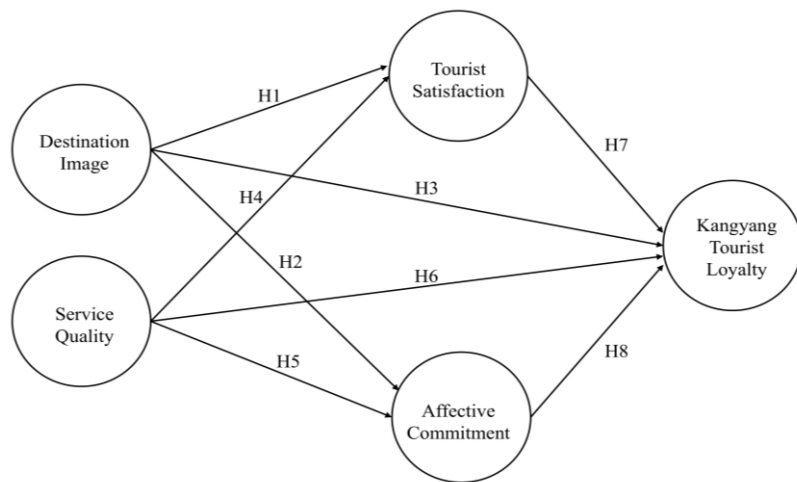 Tourist
Satisfaction
H1
H7
Destination
Image
H4
H3
Kangyang
Tourist
Loyalty
H2
H6
Service
Quality
H5
H8
Affective
Commitment